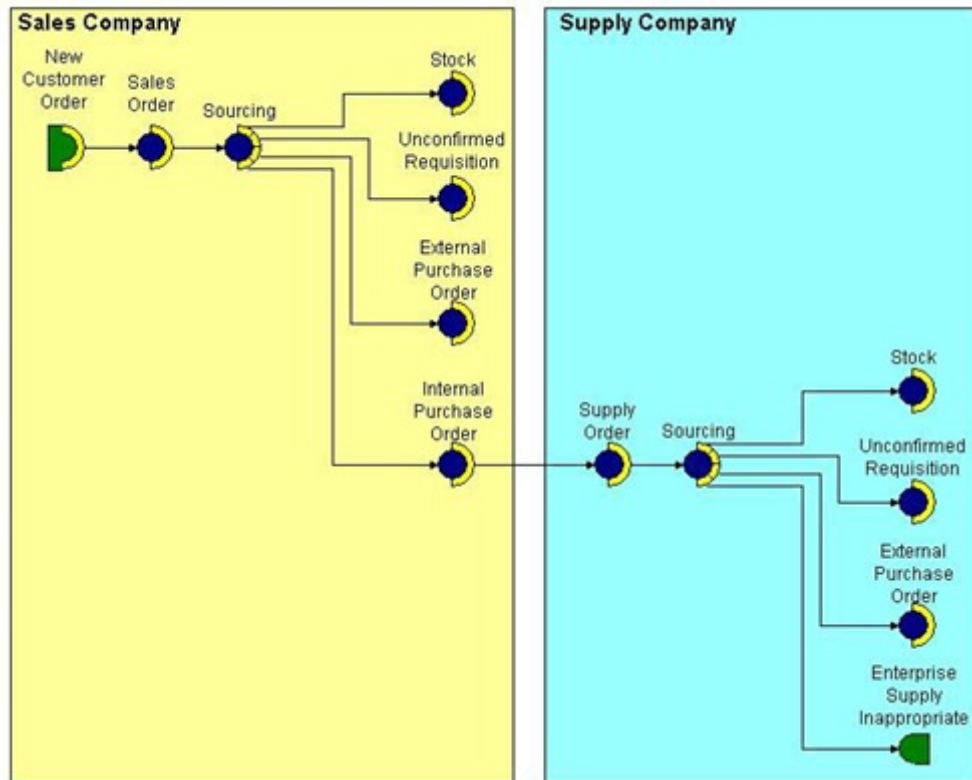 Sales Company
New
Customer
Order
Sales
Order
Sourcing
Stock
Unconfirmed
Requisition
External
Purchase
Order
Internal
Purchase
Order
Supply Company
Supply
Order
Sourcing
Stock
Unconfirmed
Requisition
External
Purchase
Order
Enterprise
Supply
Inappropriate